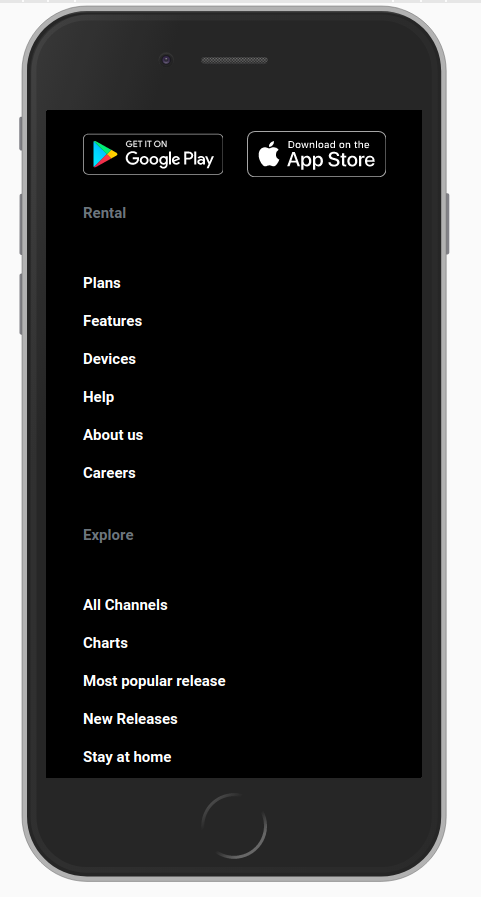 GET IT ON
Google Play
Download on the
App Store
Rental
Plans
Features
Devices
Help
About us
Careers
Explore
All Channels
Charts
Most popular release
New Releases
Stay at home